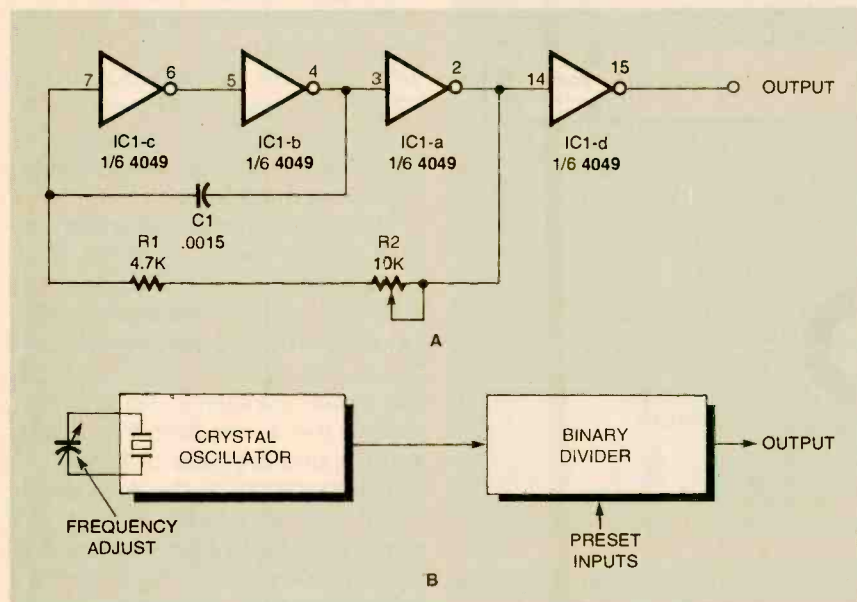 7
6
5
4
3
2
14
15
OUTPUT
IC1-c
1/6 4049
IC1-b
1/6 4049
IC1-a
1/6 4049
IC1-d
1/6 4049
C1
.0015
R1
4.7K
R2
10K
A
CRYSTAL
OSCILLATOR
BINARY
DIVIDER
OUTPUT
FREQUENCY
ADJUST
PRESET
INPUTS
B